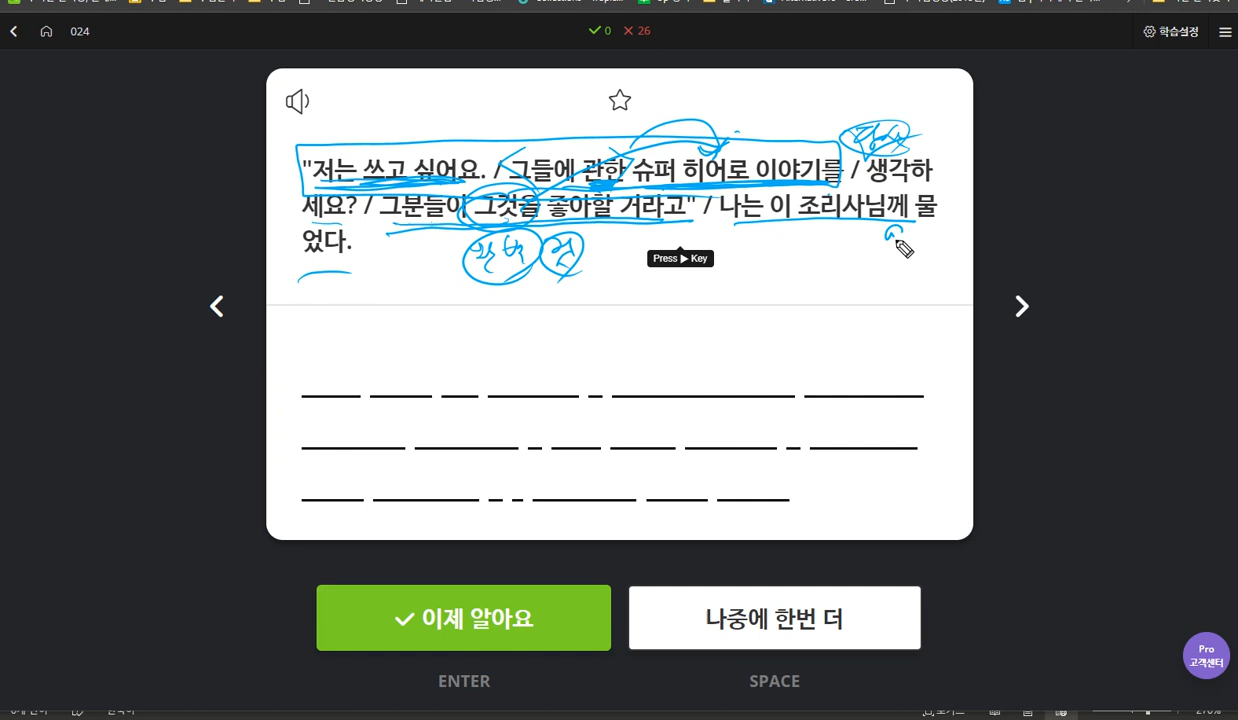 024
0
26
학습설정
"저는 쓰고 싶어요. / 그들에 관한 슈퍼 히어로 이야기를 / 생각하
세요? / 그분들이 그것을 좋아할 거라고" / 나는 이 조리사님께 물
었다.
Press ▶ Key
이제 알아요
나중에 한번 더
ENTER
SPACE
Pro
고객센터